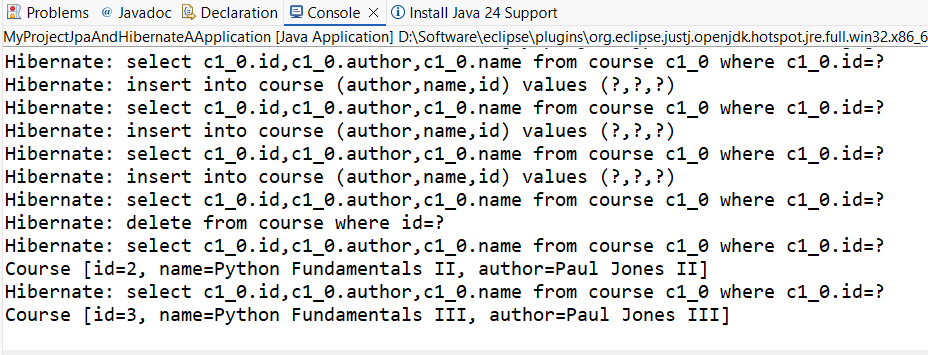 Problems @ Javadoc Declaration Console × Install Java 24 Support
MyProjectJpaAndHibernateAApplication [Java Application] D:\Software\eclipse\plugins\org.eclipse.justj.openjdk.hotspot.jre.full.win32.x86_6
Hibernate: select c1_0.id,c1_0.author,c1_0.name from course c1_0 where c1_0.id=?
Hibernate: insert into course (author,name,id) values (?,?,?)
Hibernate: select c1_0.id,c1_0.author,c1_0.name from course c1_0 where c1_0.id=?
Hibernate: insert into course (author,name,id) values (?,?,?)
Hibernate: select c1_0.id,c1_0.author,c1_0.name from course c1_0 where c1_0.id=?
Hibernate: insert into course (author,name,id) values (?,?,?)
Hibernate: select c1_0.id,c1_0.author,c1_0.name from course c1_0 where c1_0.id=?
Hibernate: delete from course where id=?
Hibernate: select c1_0.id,c1_0.author,c1_0.name from course c1_0 where c1_0.id=?
Course [id=2, name=Python Fundamentals II, author=Paul Jones II]
Hibernate: select c1_0.id,c1_0.author,c1_0.name from course c1_0 where c1_0.id=?
Course [id=3, name=Python Fundamentals III, author=Paul Jones III]